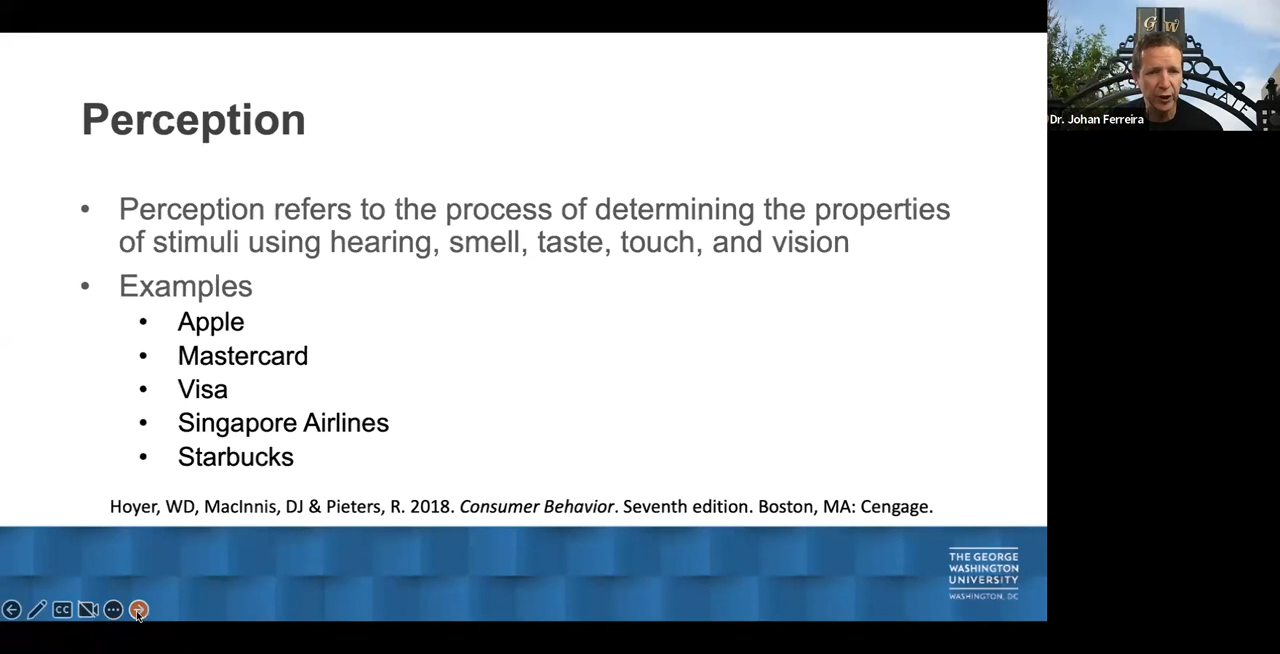 Perception
• Perception refers to the process of determining the properties
of stimuli using hearing, smell, taste, touch, and vision
• Examples
• Apple
• Mastercard
• Visa
• Singapore Airlines
• Starbucks
Hoyer, WD, MacInnis, DJ & Pieters, R. 2018. Consumer Behavior. Seventh edition. Boston, MA: Cengage.
THE GEORGE
WASHINGTON
UNIVERSITY
WASHINGTON, DC
CC
G W
GATE
Dr. Johan Ferreira